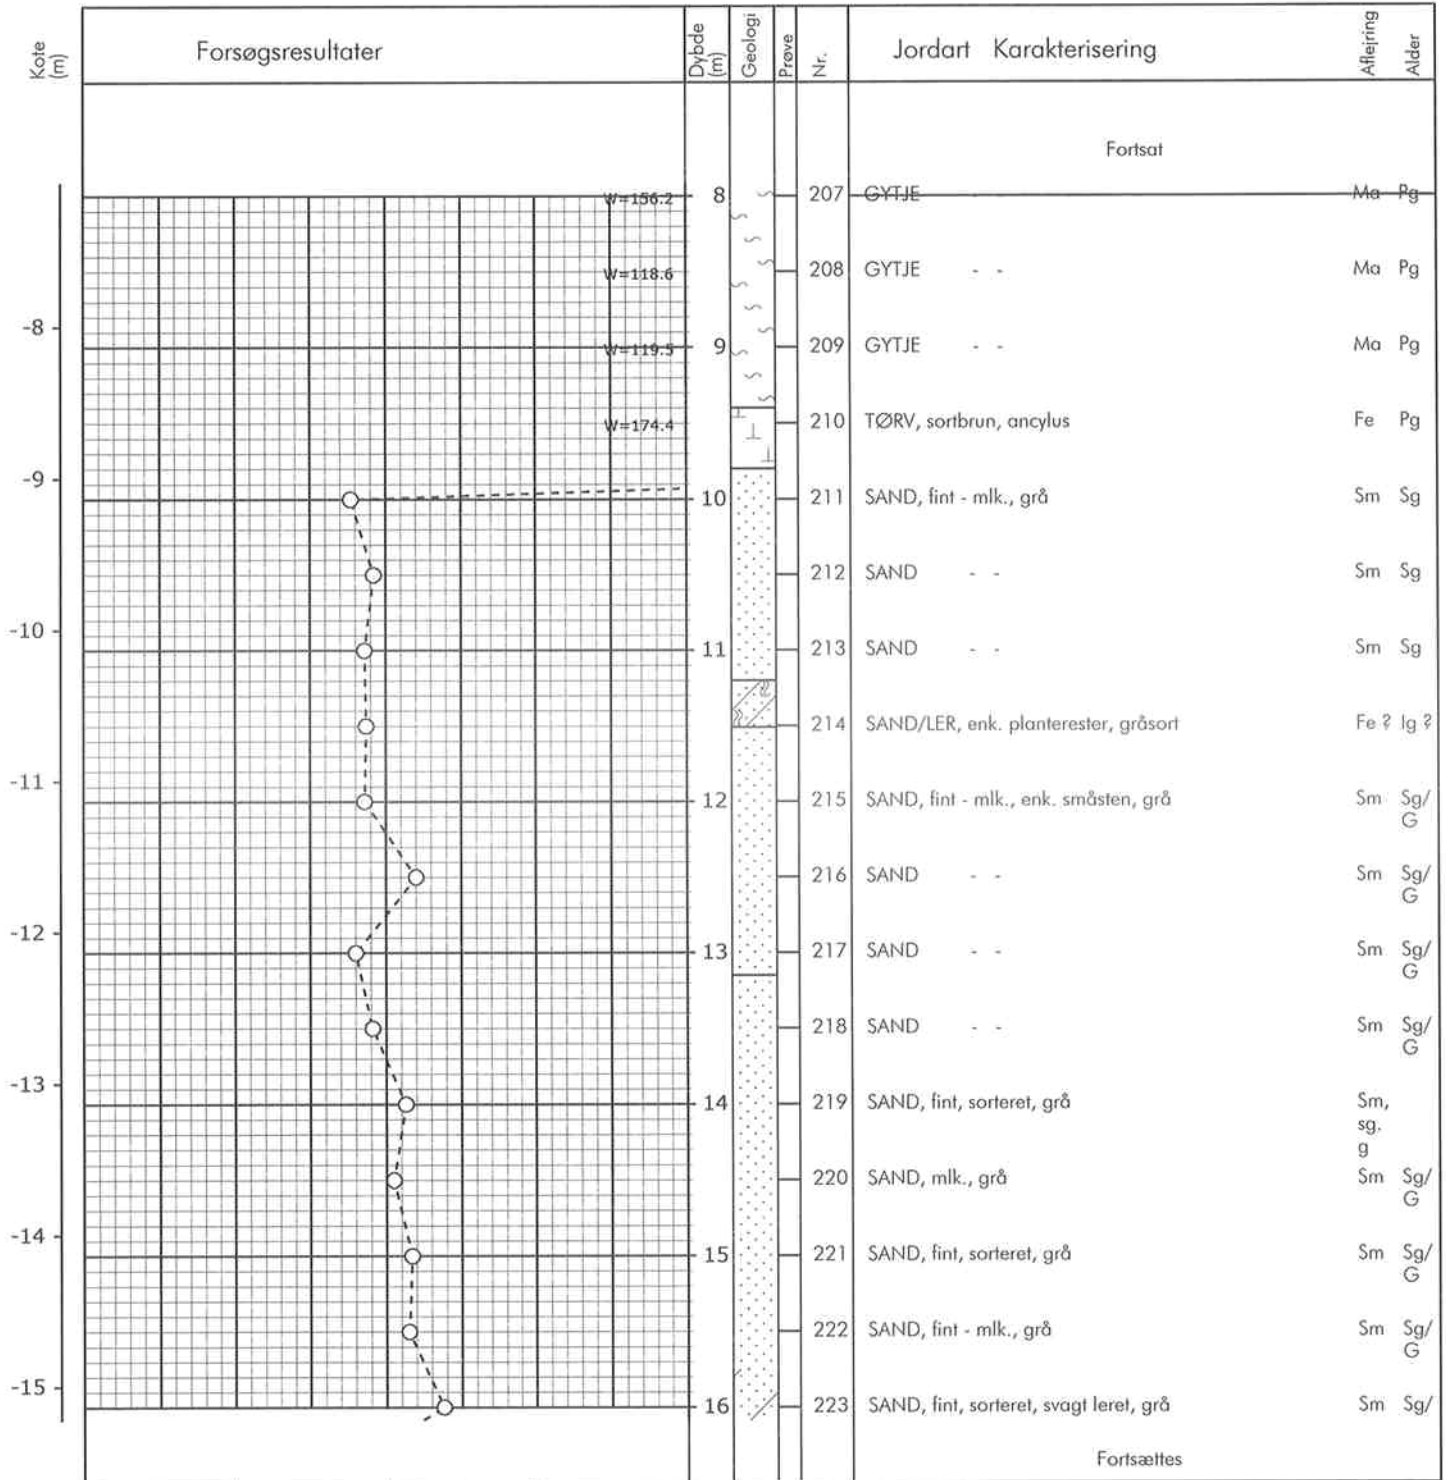 Kote (m)
Forsøgsresultater
Dybde (m)
Geologi
Prøve
Nr.
Jordart Karakterisering
Aflejring
Alder
Fortsat
W=156.2 8 207 GYTJE Ma Pg
W=118.6 208 GYTJE - - Ma Pg
-8
W=119.5 9 209 GYTJE - - Ma Pg
W=174.4 210 TØRV, sortbrun, ancylus Fe Pg
-9
10 211 SAND, fint - mlk., grå Sm Sg
212 SAND - - Sm Sg
-10
11 213 SAND - - Sm Sg
214 SAND/LER, enk. planterester, gråsort Fe ? Ig ?
-11
12 215 SAND, fint - mlk., enk. småsten, grå Sm Sg/
G
216 SAND - - Sm Sg/
G
-12
13 217 SAND - - Sm Sg/
G
218 SAND - - Sm Sg/
G
-13
14 219 SAND, fint, sorteret, grå Sm,
sg.
g
220 SAND, mlk., grå Sm Sg/
G
-14
15 221 SAND, fint, sorteret, grå Sm Sg/
G
222 SAND, fint - mlk., grå Sm Sg/
G
-15
16 223 SAND, fint, sorteret, svagt leret, grå Sm Sg/
Fortsættes